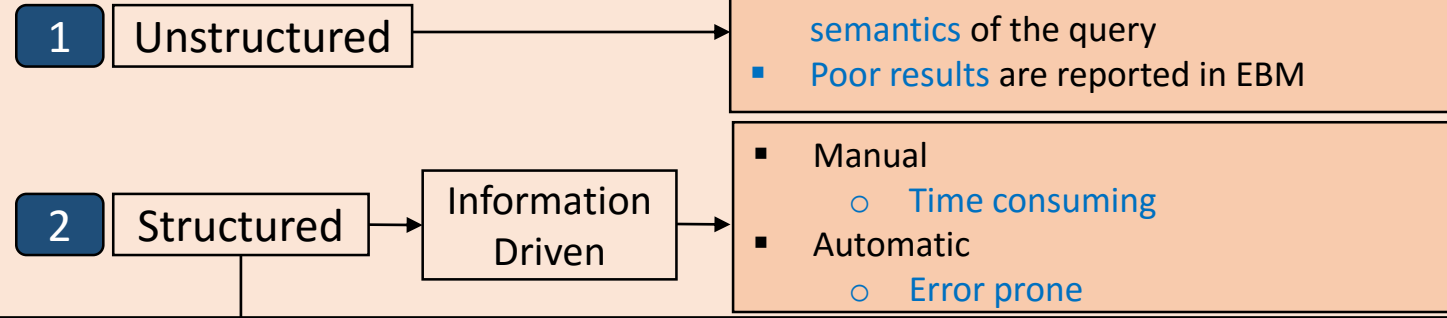 1
Unstructured
semantics of the query
▪ Poor results are reported in EBM
2
Structured
Information
Driven
▪ Manual
o Time consuming
▪ Automatic
o Error prone